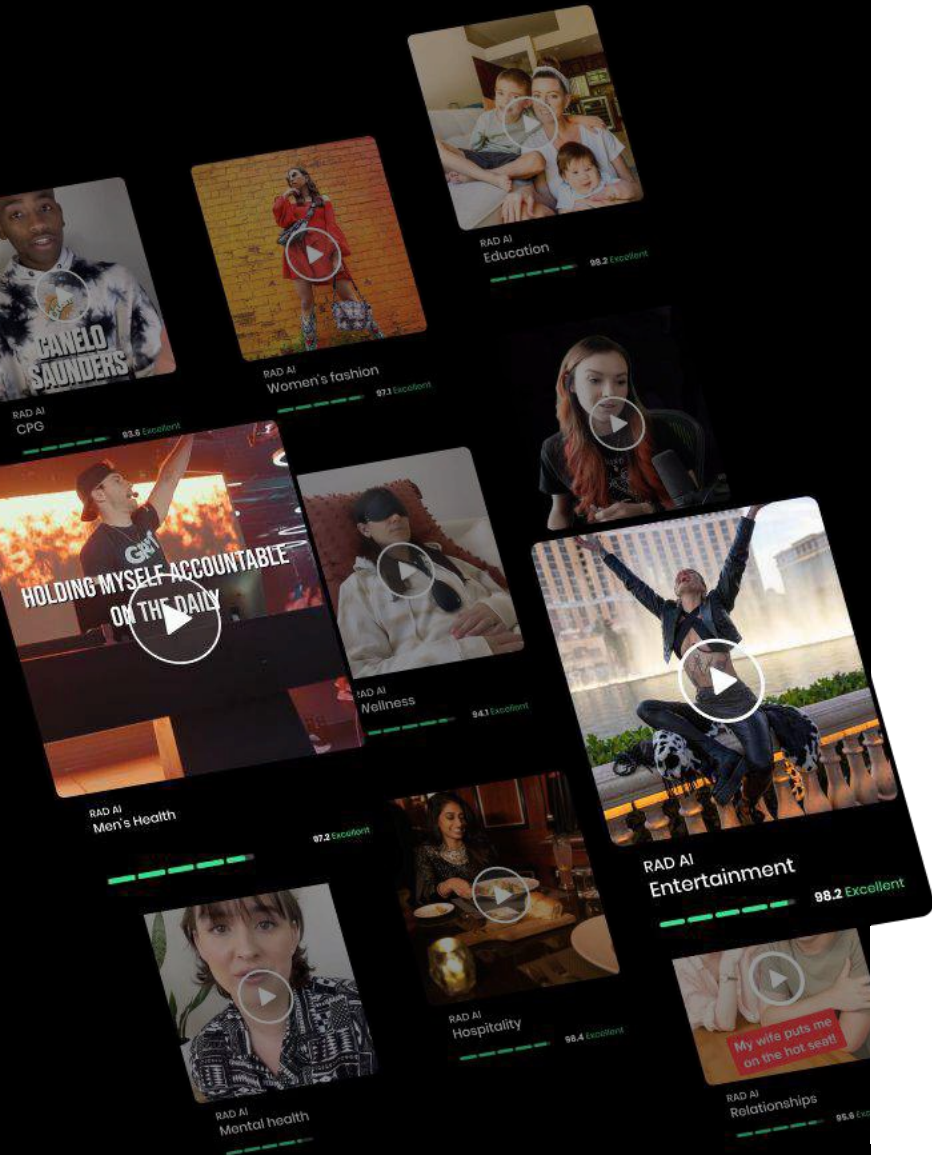 RAD AI
Education
98.2 Excellent
RAD AI
Women's fashion
97.1 Excellent
CANELO
SAUNDERS
RAD AI
CPG
93.6 Excellent
GRIT
HOLDING MYSELF ACCOUNTABLE
ON THE DAILY
RAD AI
Men's Health
97.2 Excellent
RAD AI
Wellness
94.1 Excellent
RAD AI
Entertainment
98.2 Excellent
RAD AI
Hospitality
98.4 Excellent
RAD AI
Mental health
My wife puts me
on the hot seat!
RAD AI
Relationships
95.6